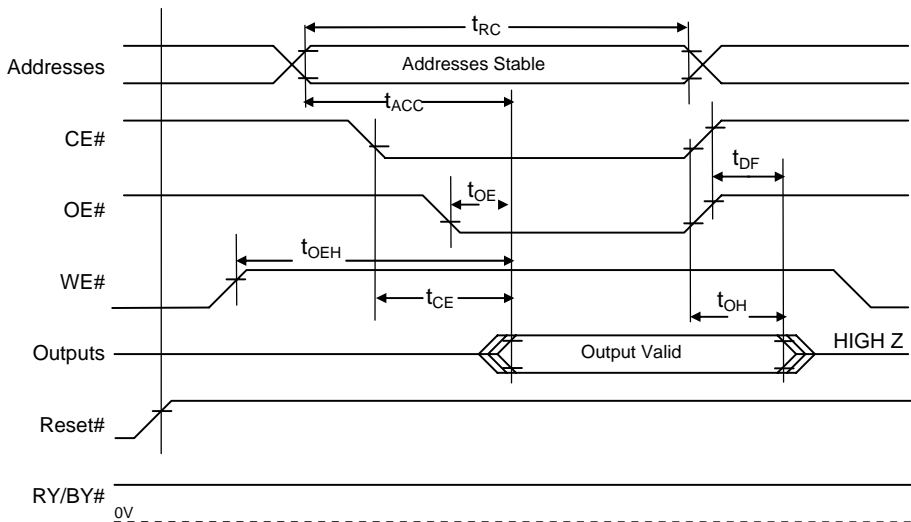 tRC
Addresses
Addresses Stable
tACC
CE#
tDF
OE#
tOE
tOEH
WE#
tCE
tOH
Outputs
Output Valid
HIGH Z
Reset#
RY/BY#
0V